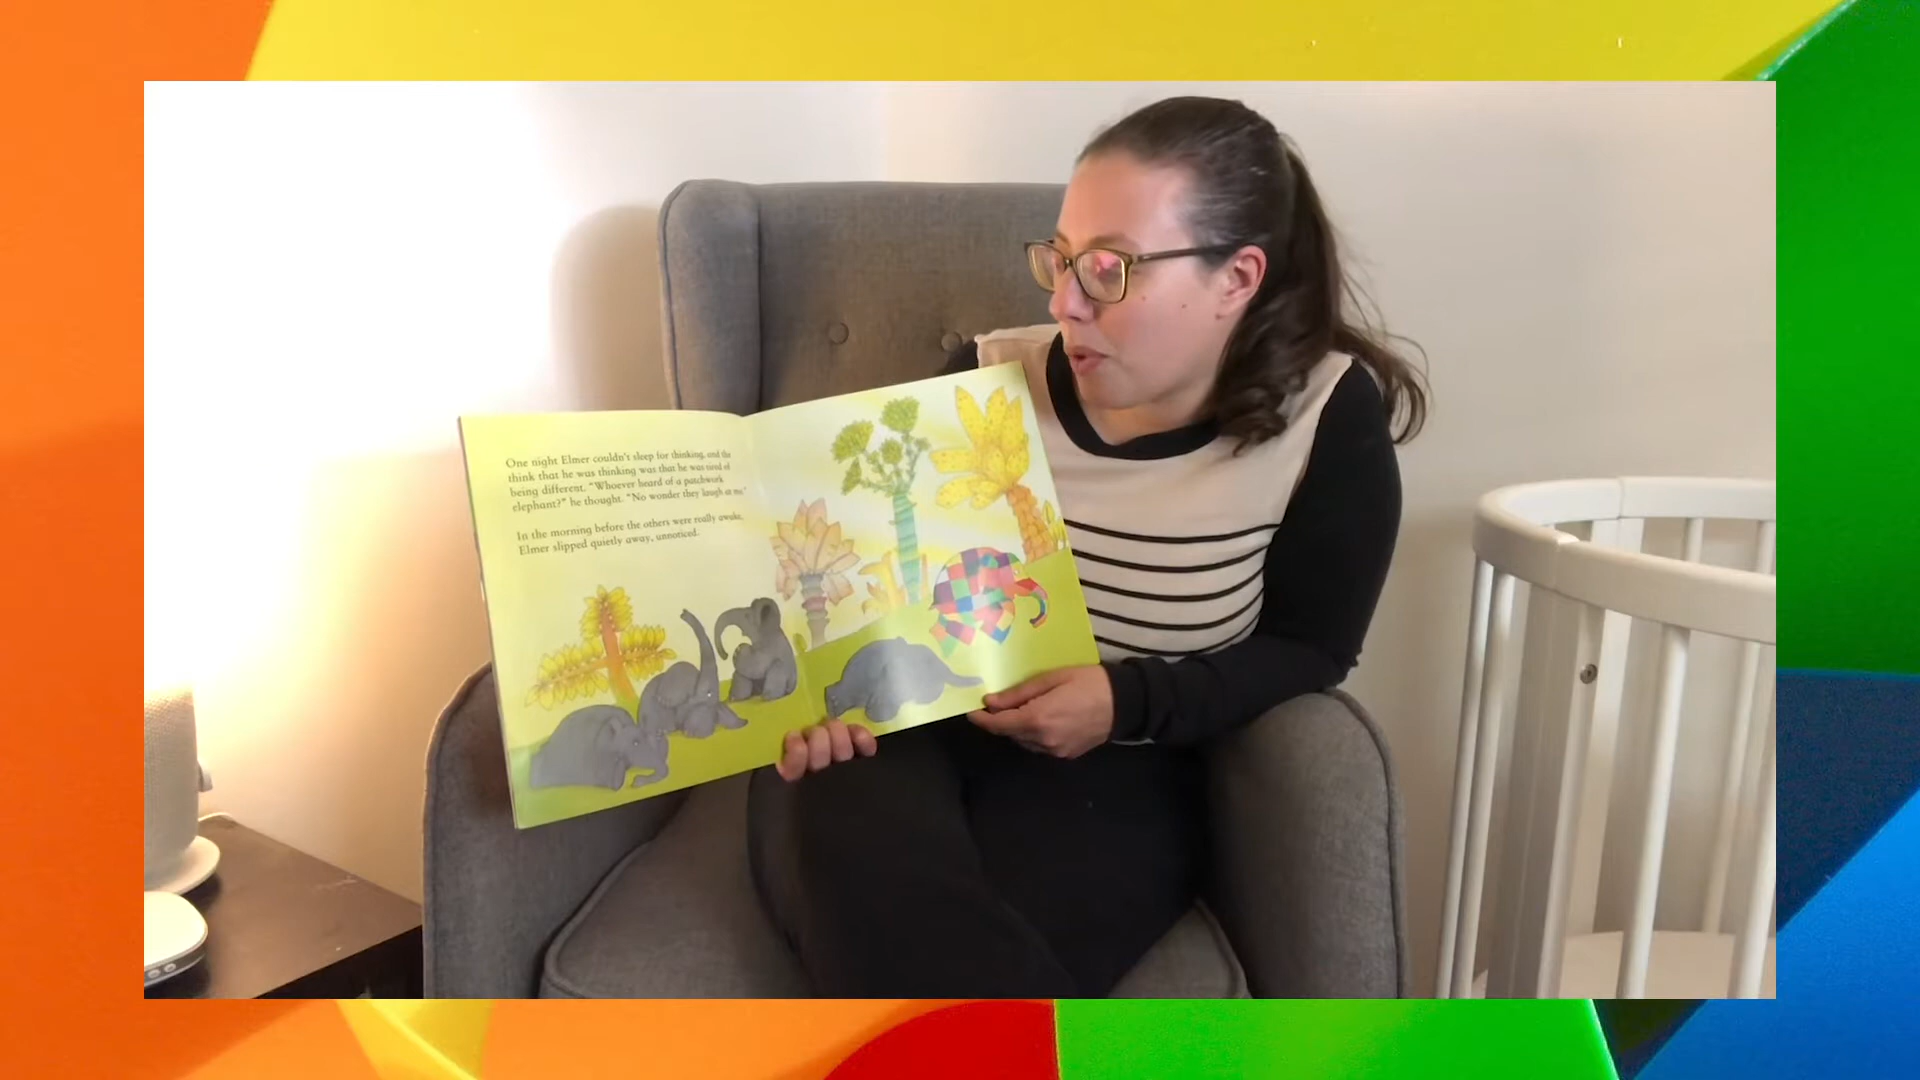 One night Elmer couldn's sleep for thinking, and the
think that he was thinking was that he was tired of
being different. "Whoever heard of a patchwork
elephant?" he thought. "No wonder they laugh at me."
In the morning before the others were really awake,
Elmer slipped quietly away, unnoticed.